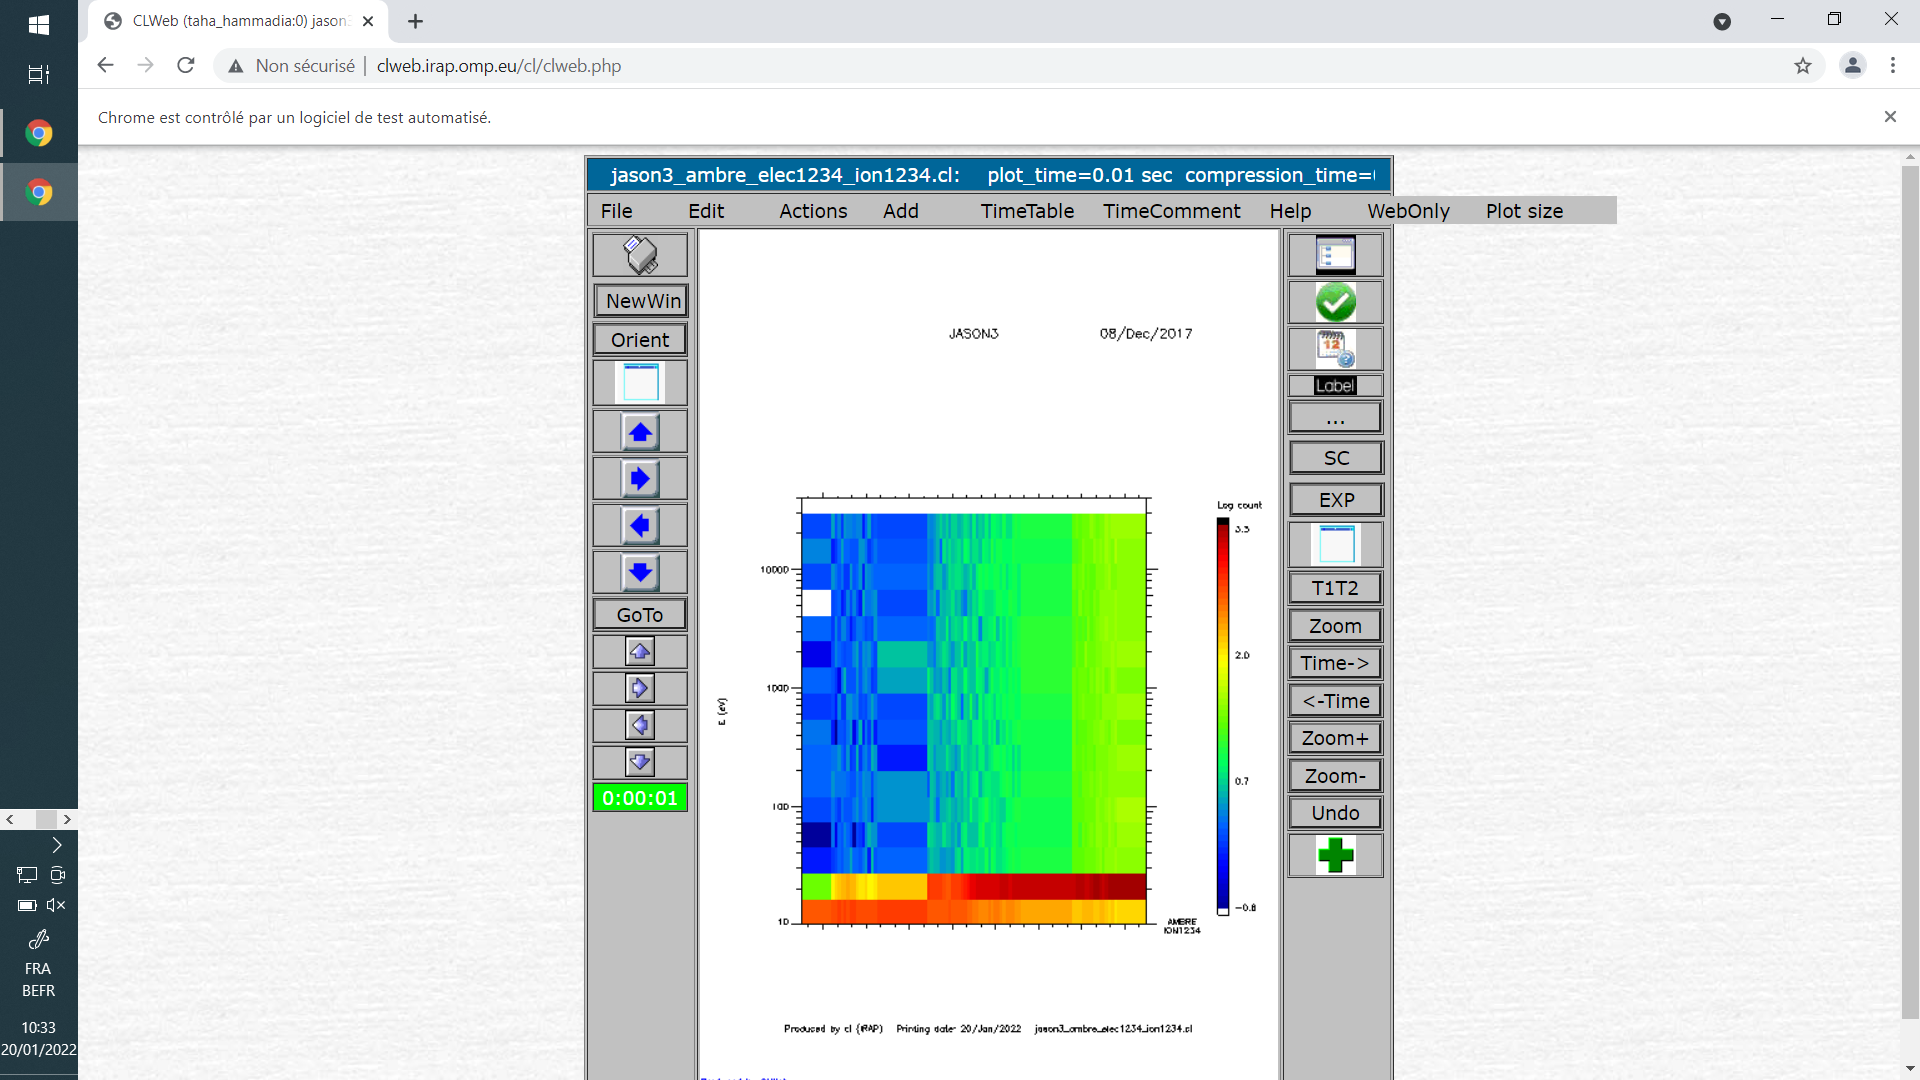 CLWeb (taha_hammadia:0) jason3
Non sécurisé | clweb.irap.omp.eu/cl/clweb.php
Chrome est contrôlé par un logiciel de test automatisé.
jason3_ambre_elec1234_ion1234.cl: plot_time=0.01 sec compression_time=
File Edit Actions Add TimeTable TimeComment Help WebOnly Plot size
NewWin
Orient
GoTo
0:00:01
JASON3 08/Dec/2017
Log count
3.3
2.0
0.7
-0.8
10000
1000
100
10
E (eV)
AMBRE
ION1234
Produced by cl (IRAP) Printing date: 20/Jan/2022 jason3_ambre_elec1234_ion1234.cl
12
Label
...
SC
EXP
T1T2
Zoom
Time->
<-Time
Zoom+
Zoom-
Undo
FRA
BEFR
10:33
20/01/2022